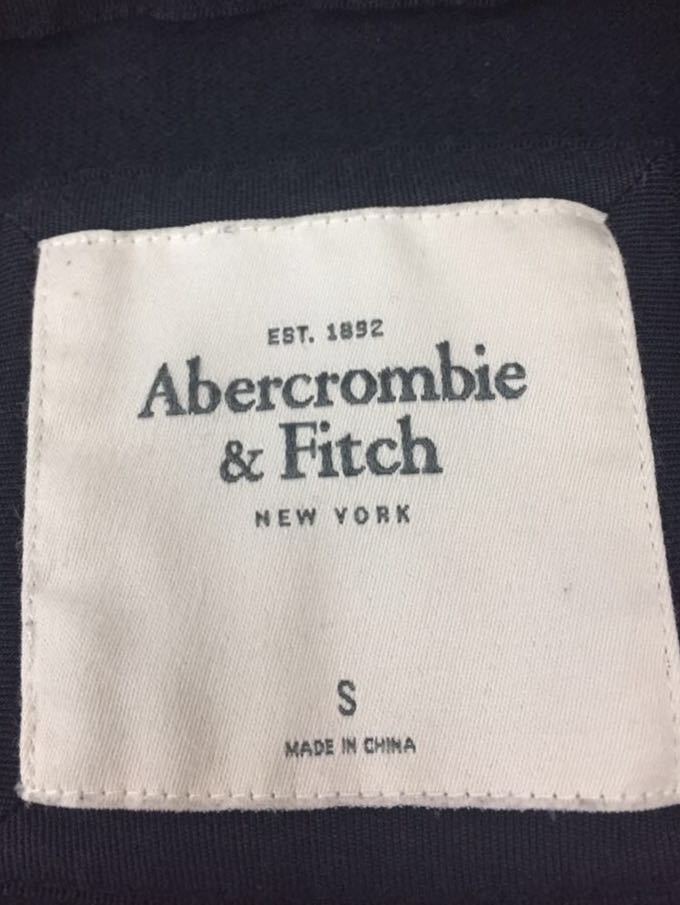 EST. 1892
Abercrombie
& Fitch
NEW YORK
S
MADE IN CHINA